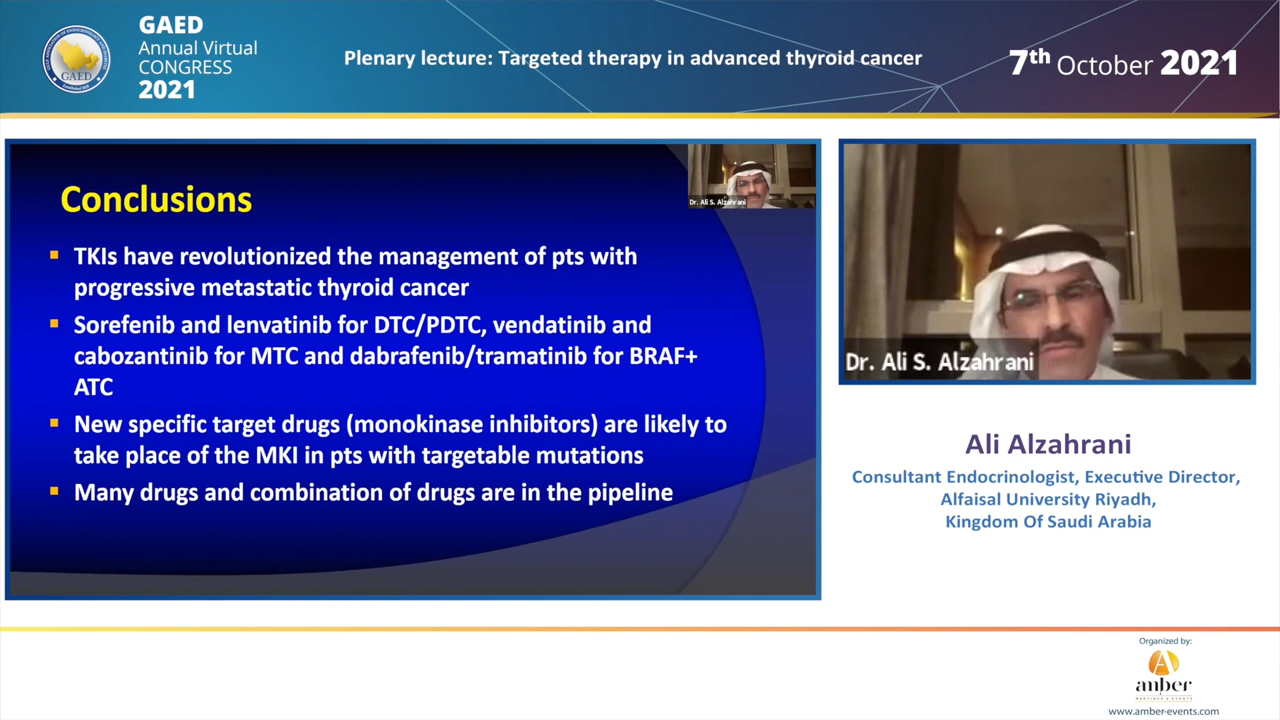 GAED
Annual Virtual
CONGRESS
2021
GAED
Plenary lecture: Targeted therapy in advanced thyroid cancer
7th October 2021
Conclusions
▪ TKIs have revolutionized the management of pts with
progressive metastatic thyroid cancer
▪ Sorefenib and lenvatinib for DTC/PDTC, vendatinib and
cabozantinib for MTC and dabrafenib/tramatinib for BRAF+
ATC
▪ New specific target drugs (monokinase inhibitors) are likely to
take place of the MKI in pts with targetable mutations
▪ Many drugs and combination of drugs are in the pipeline
Dr. Ali S. Alzahrani
Dr. Ali S. Alzahrani
Ali Alzahrani
Consultant Endocrinologist, Executive Director,
Alfaisal University Riyadh,
Kingdom Of Saudi Arabia
Organized by:
anber
MEETINGS & EVENTS
www.amber-events.com